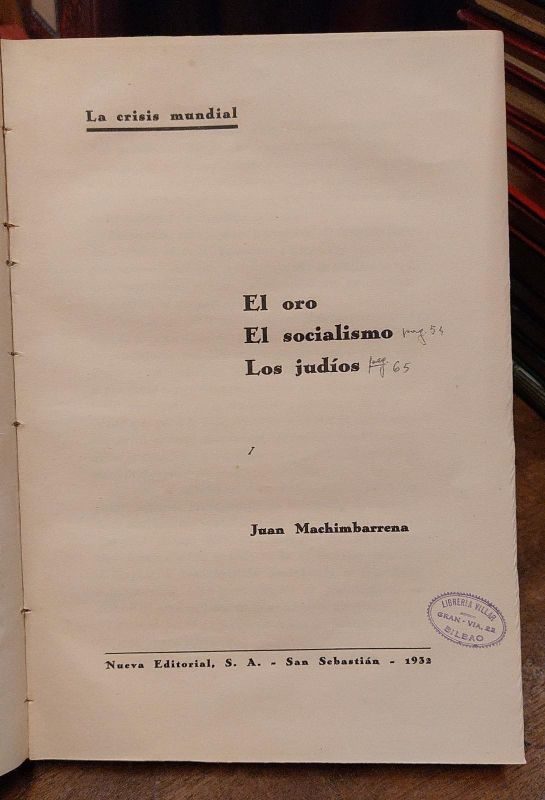 La crisis mundial
El oro
El socialismo pag. 54
Los judíos pag. 65
I
Juan Machimbarrena
LIBRERIA VILLAR
GRAN-VIA, 22
BILBAO
Nueva Editorial, S. A. - San Sebastián - 1932